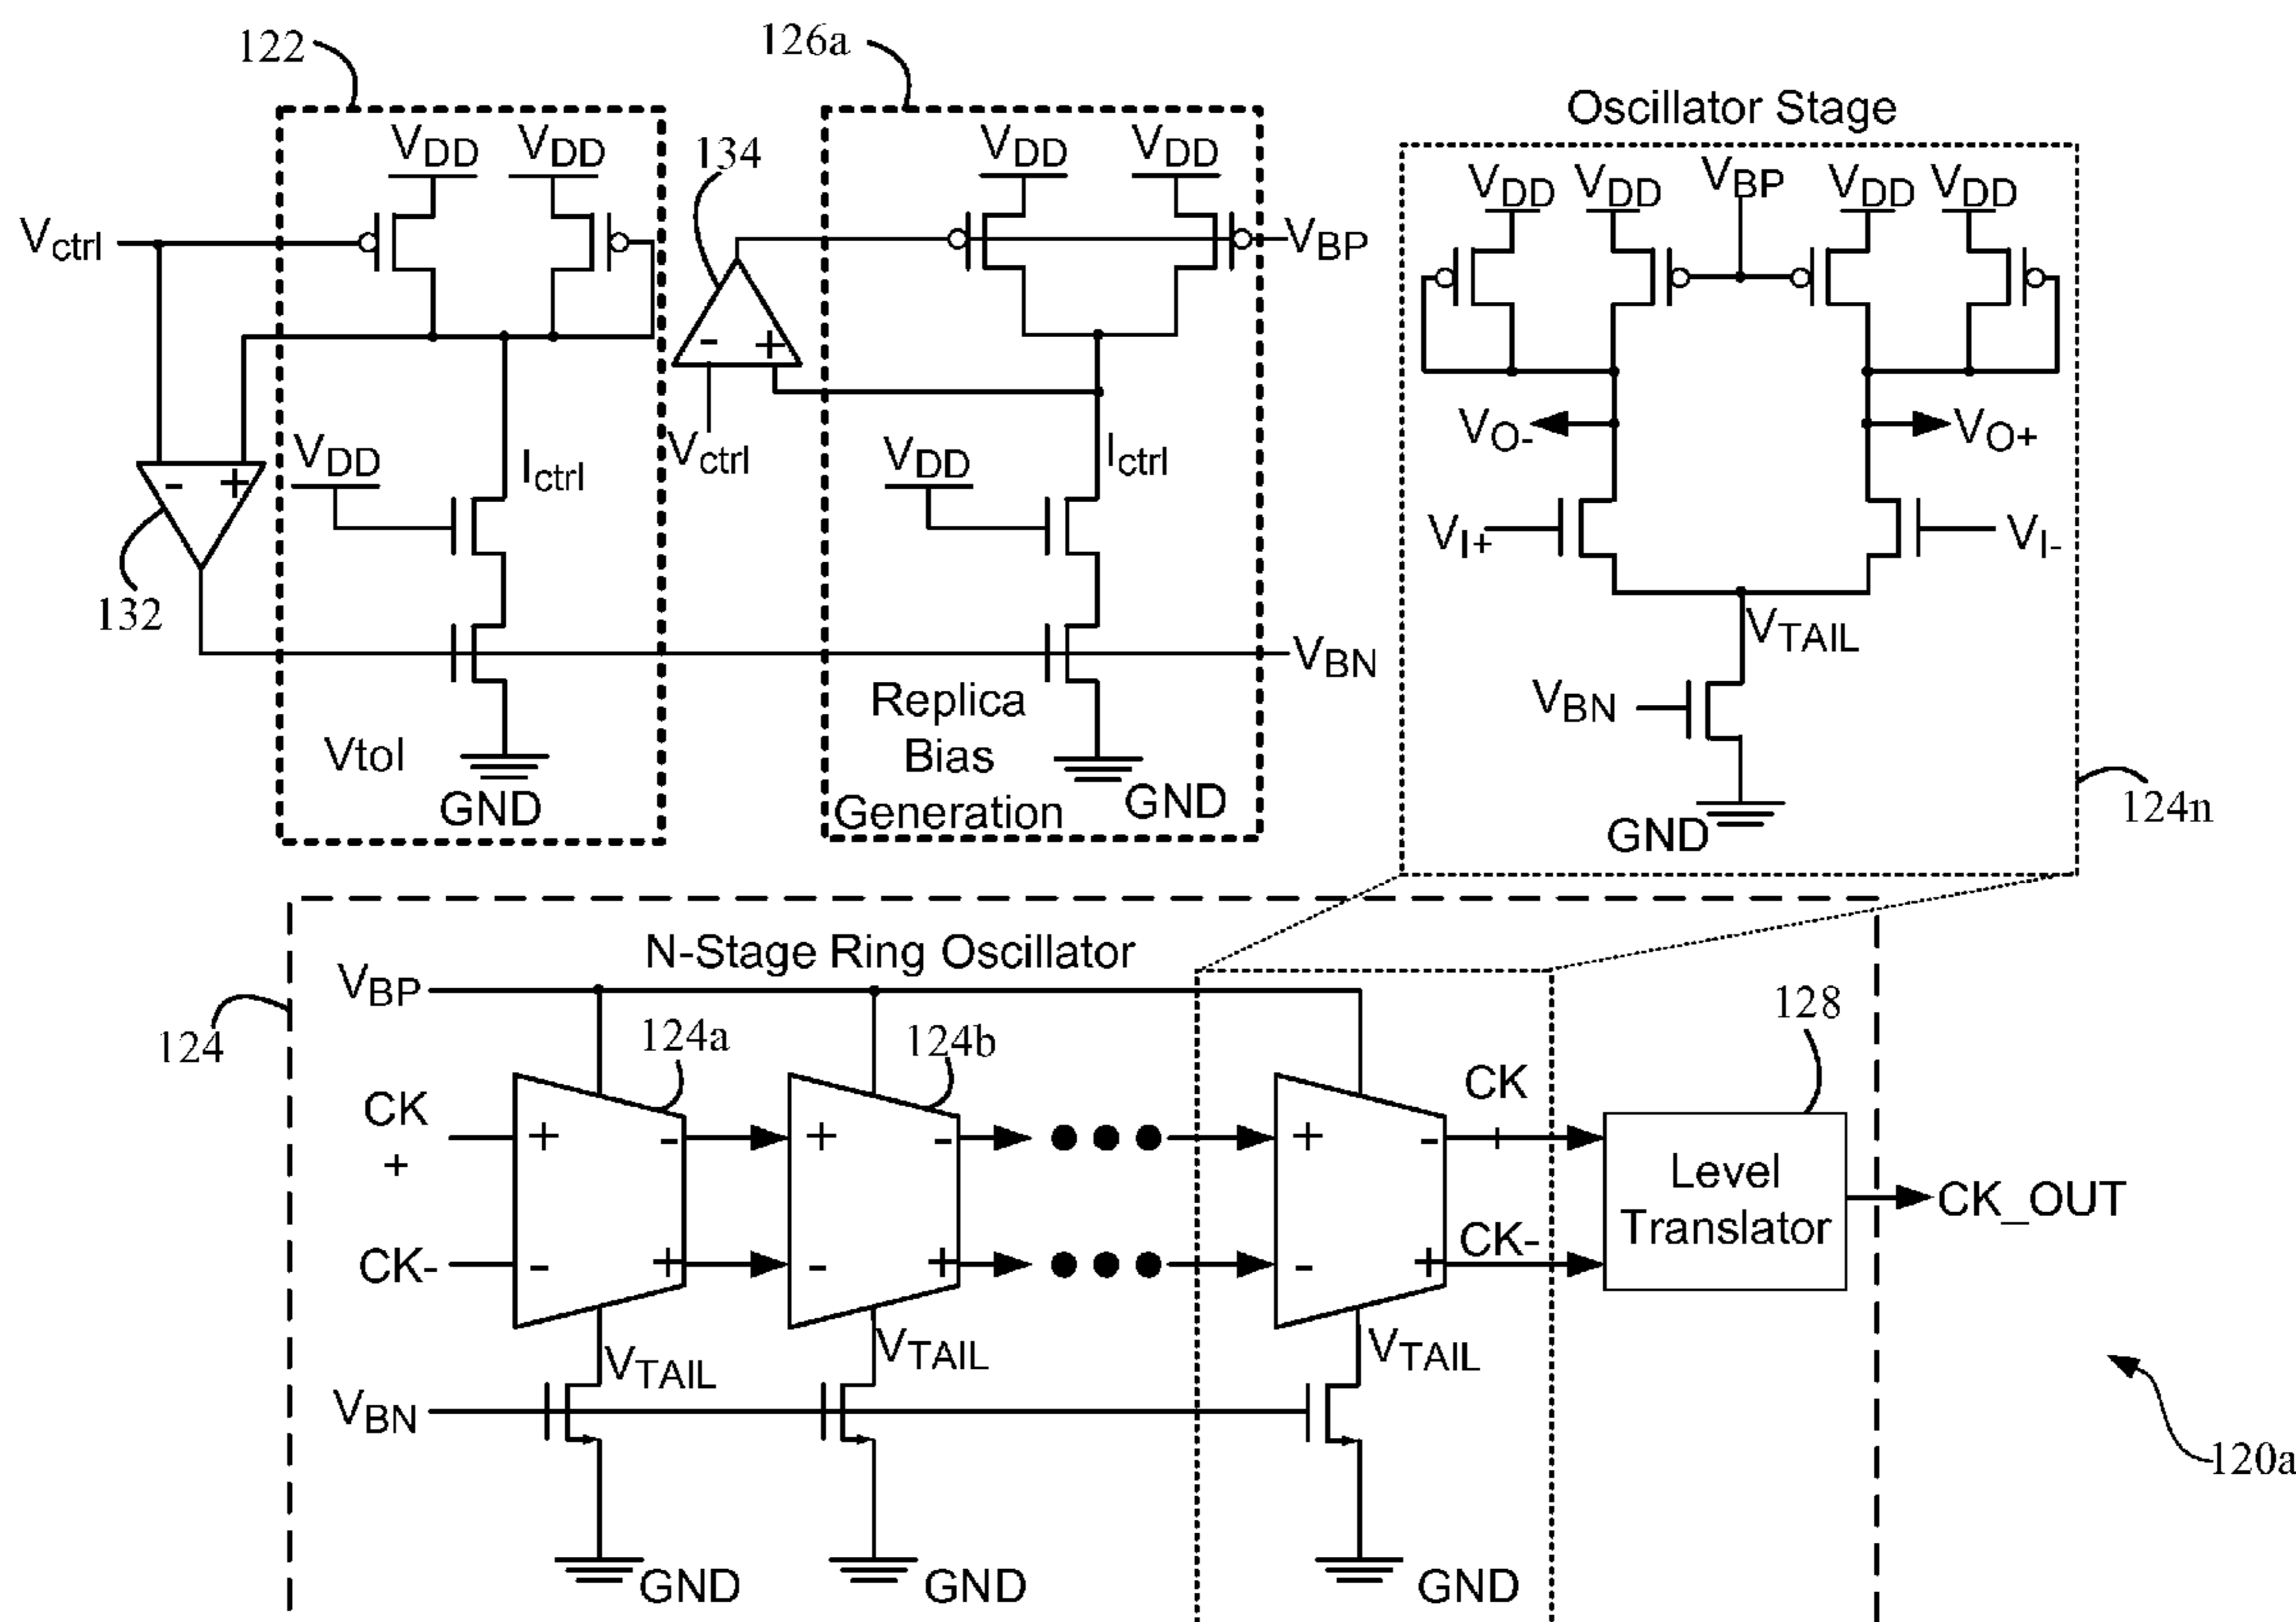 122
126a
Oscillator Stage
VDD
VDD
134
VDD
VDD
VDD
VDD
VBP
VDD
VDD
Vctrl
VBP
-
+
Vctrl
VO-
VO+
VDD
Ictrl
VDD
Ictrl
-
+
VI+
VI-
132
VTAIL
VBN
Replica
Bias
Generation
VBN
Vtol
GND
GND
GND
124n
N-Stage Ring Oscillator
VBP
124
124a
124b
128
CK
+
CK-
+
-
-
+
+
-
-
+
+
-
-
+
CK
+
CK-
Level
Translator
CK_OUT
VTAIL
VTAIL
VTAIL
VBN
120a
GND
GND
GND